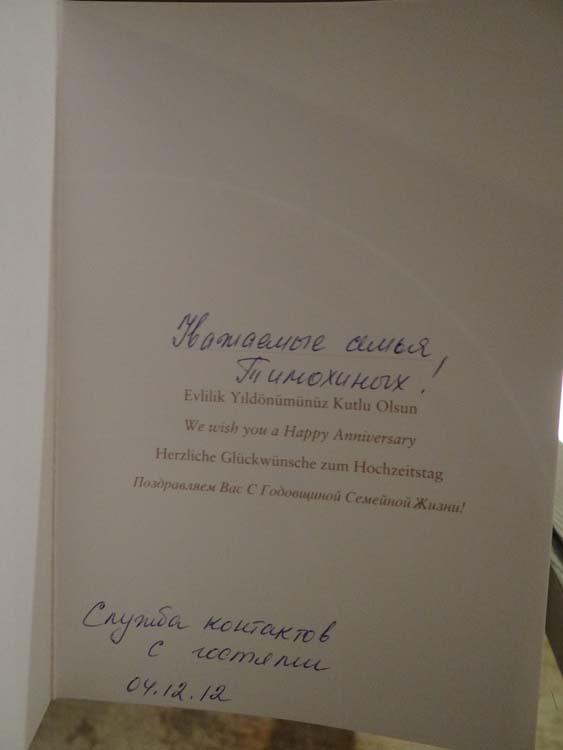 Уважаемые семья
Тимохиных!
Evlilik Yıldönümünüz Kutlu Olsun
We wish you a Happy Anniversary
Herzliche Glückwünsche zum Hochzeitstag
Поздравляем Вас С Годовщиной Семейной Жизни!
Служба контактов
с гостями
04.12.12